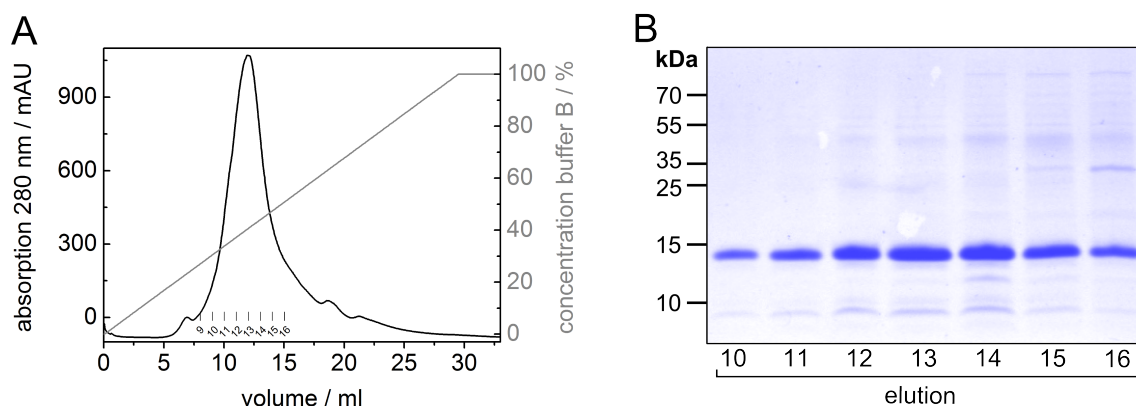 A
absorption 280 nm / mAU
900
600
300
0
100
80
60
40
20
0
concentration buffer B / %
9 10 11 12 13 14 15 16
0 5 10 15 20 25 30
volume / ml
B
kDa
70
55
35
25
15
10
10 11 12 13 14 15 16
elution